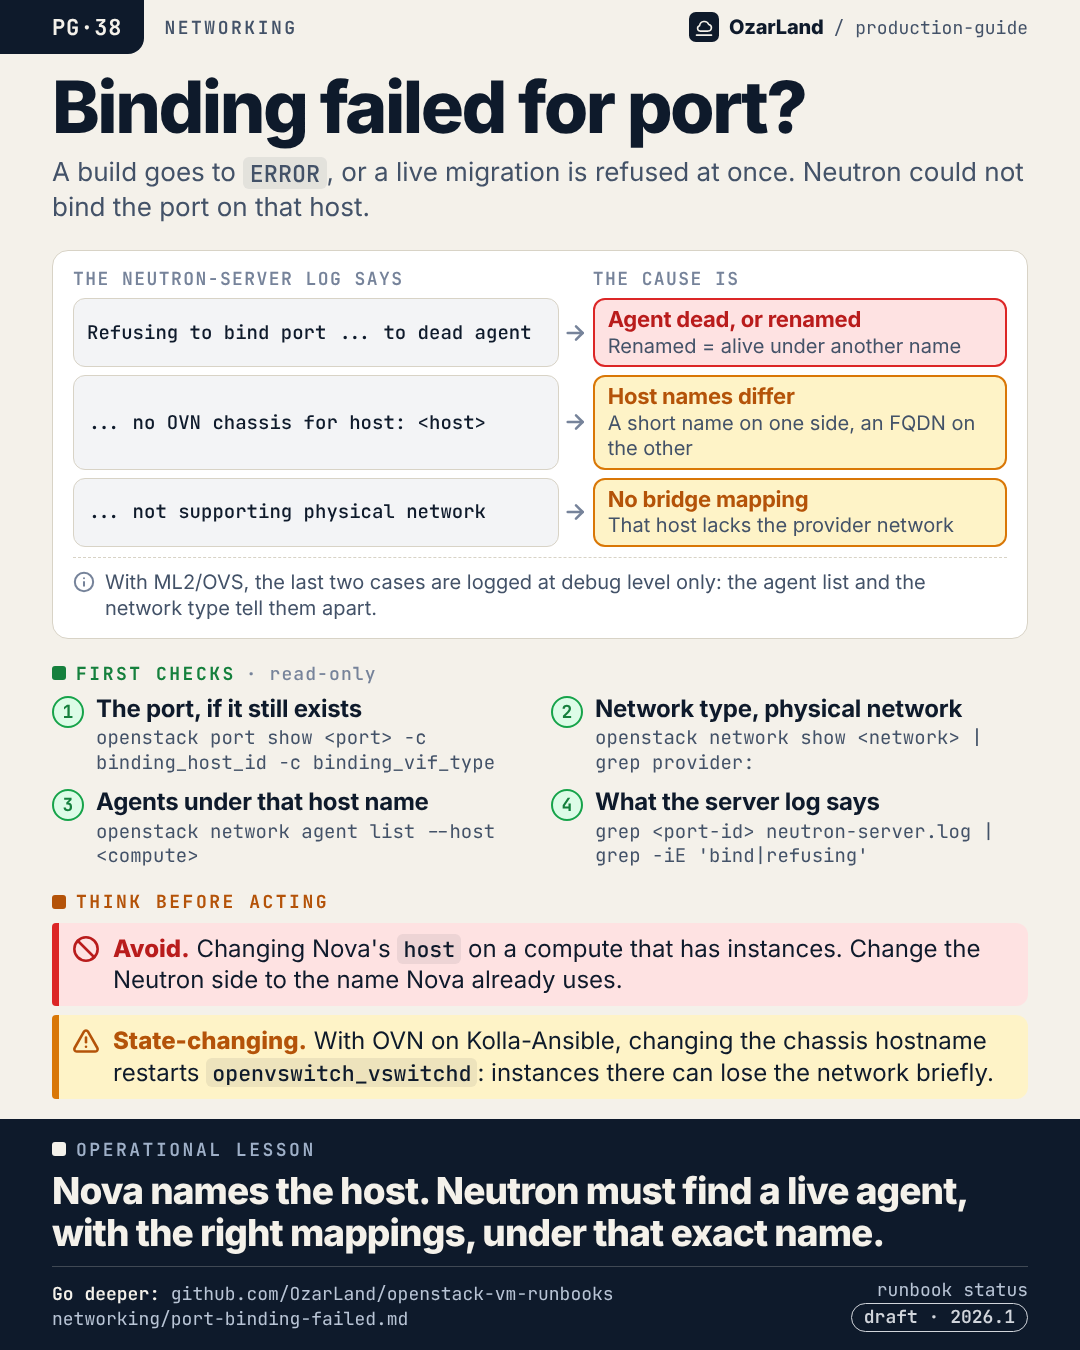 PG·38
NETWORKING
OzarLand / production-guide
Binding failed for port?
A build goes to ERROR, or a live migration is refused at once. Neutron could not
bind the port on that host.
THE NEUTRON-SERVER LOG SAYS
THE CAUSE IS
Refusing to bind port ... to dead agent
→
Agent dead, or renamed
Renamed = alive under another name
... no OVN chassis for host: <host>
→
Host names differ
A short name on one side, an FQDN on
the other
... not supporting physical network
→
No bridge mapping
That host lacks the provider network
With ML2/OVS, the last two cases are logged at debug level only: the agent list and the
network type tell them apart.
FIRST CHECKS · read-only
1
The port, if it still exists
openstack port show <port> -c
binding_host_id -c binding_vif_type
2
Network type, physical network
openstack network show <network> |
grep provider:
3
Agents under that host name
openstack network agent list --host
<compute>
4
What the server log says
grep <port-id> neutron-server.log |
grep -iE 'bind|refusing'
THINK BEFORE ACTING
Avoid. Changing Nova's host on a compute that has instances. Change the
Neutron side to the name Nova already uses.
State-changing. With OVN on Kolla-Ansible, changing the chassis hostname
restarts openvswitch_vswitchd: instances there can lose the network briefly.
OPERATIONAL LESSON
Nova names the host. Neutron must find a live agent,
with the right mappings, under that exact name.
Go deeper: github.com/OzarLand/openstack-vm-runbooks
networking/port-binding-failed.md
runbook status
draft · 2026.1